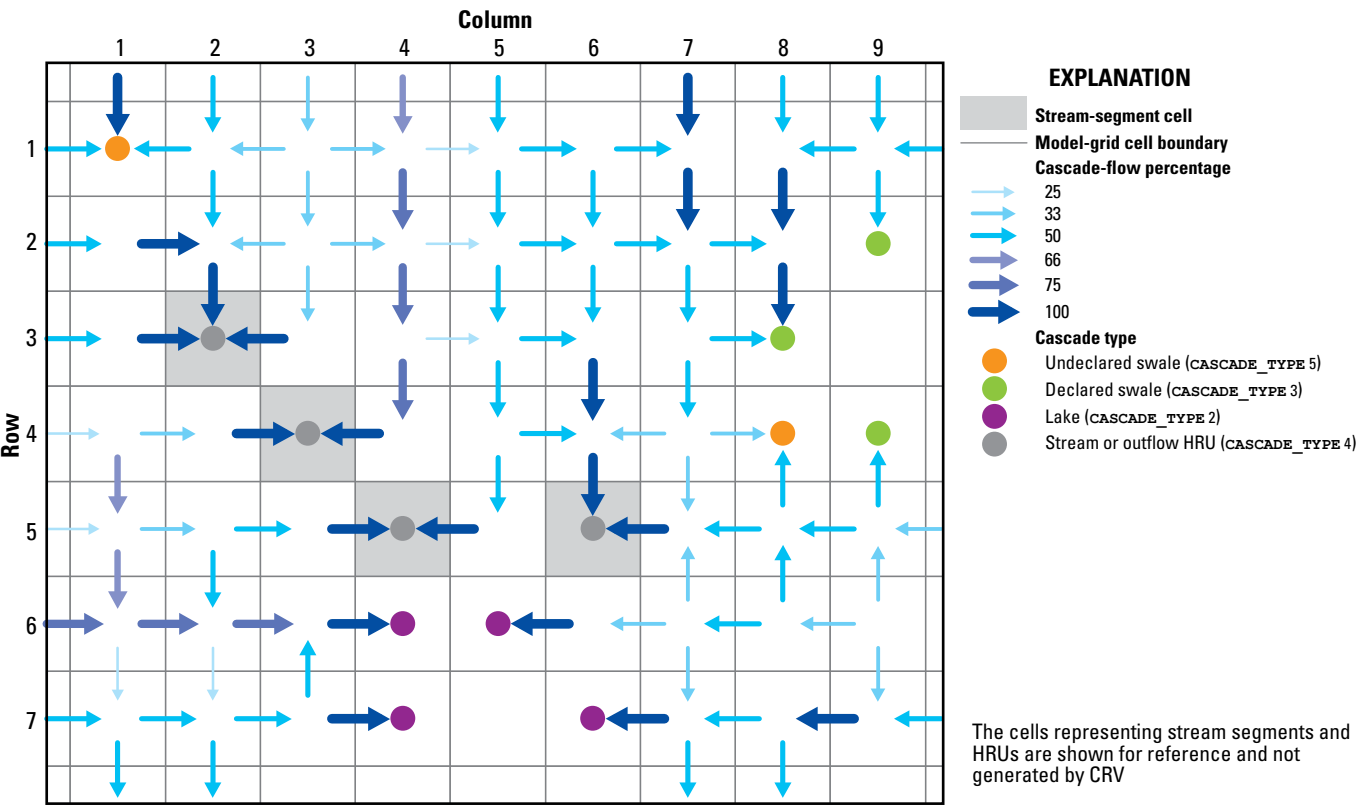 Column
1 2 3 4 5 6 7 8 9
Row
1
2
3
4
5
6
7
EXPLANATION
Stream-segment cell
Model-grid cell boundary
Cascade-flow percentage
25
33
50
66
75
100
Cascade type
Undeclared swale (CASCADE_TYPE 5)
Declared swale (CASCADE_TYPE 3)
Lake (CASCADE_TYPE 2)
Stream or outflow HRU (CASCADE_TYPE 4)
The cells representing stream segments and
HRUs are shown for reference and not
generated by CRV